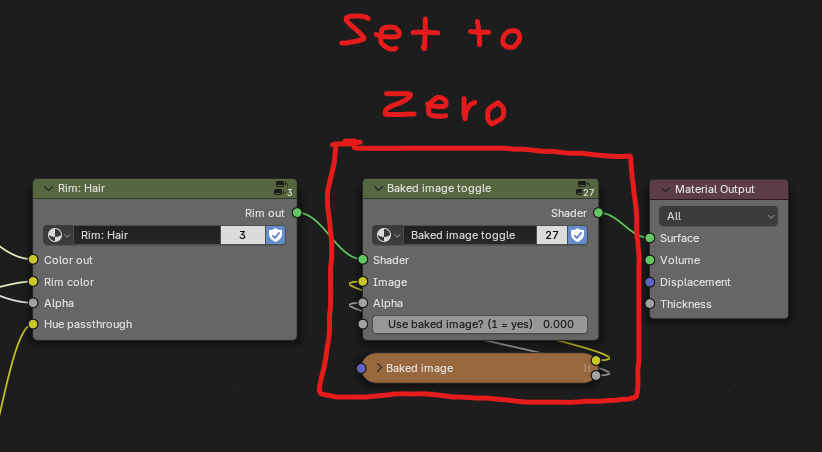 Set to
Zero
Rim: Hair
3
Rim out
Rim: Hair 3
Color out
Rim color
Alpha
Hue passthrough
Baked image toggle
27
Shader
Baked image toggle 27
Shader
Image
Alpha
Use baked image? (1 = yes) 0.000
Baked image
Material Output
All
Surface
Volume
Displacement
Thickness